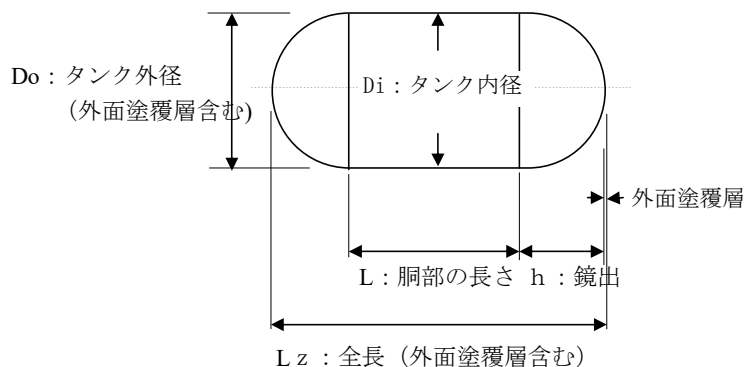 Do：タンク外径
（外面塗覆層含む)
Di：タンク内径
外面塗覆層
L：胴部の長さ
ｈ：鏡出
Lｚ：全長（外面塗覆層含む）